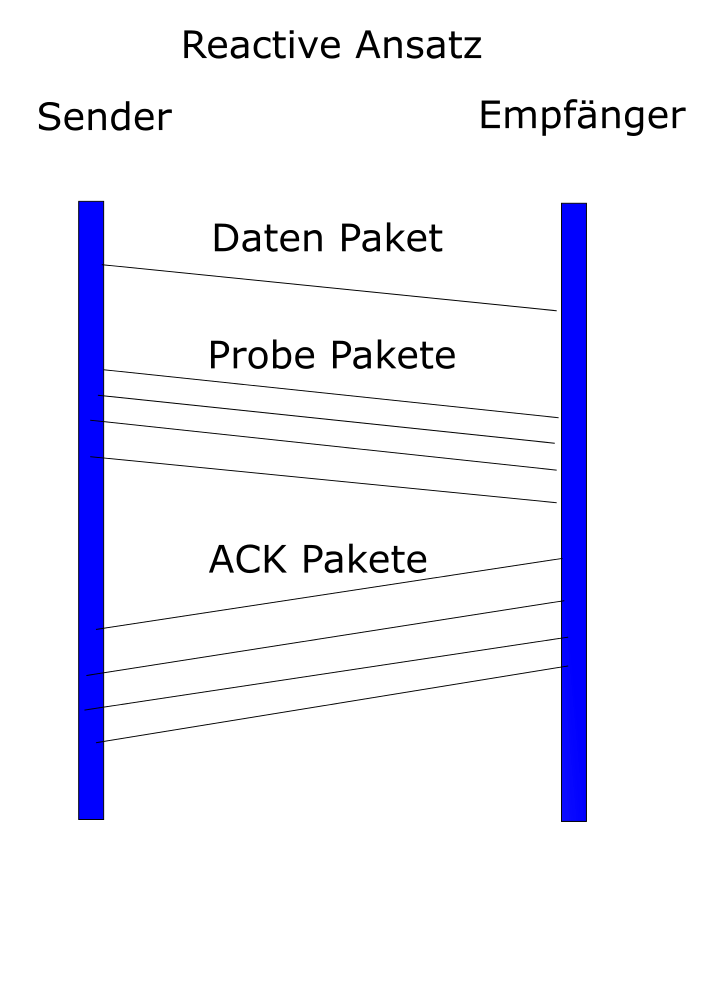 Reactive Ansatz
Sender
Empfänger
Daten Paket
Probe Pakete
ACK Pakete